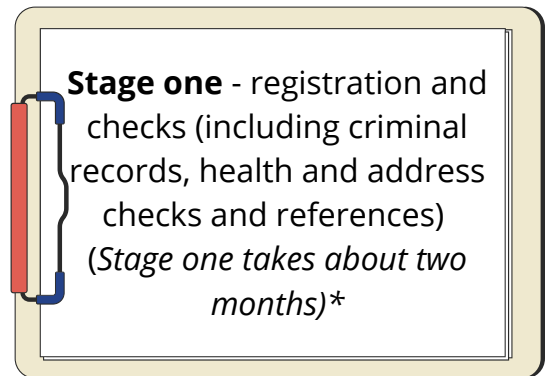 Stage one - registration and
checks (including criminal
records, health and address
checks and references)
(Stage one takes about two
months)*